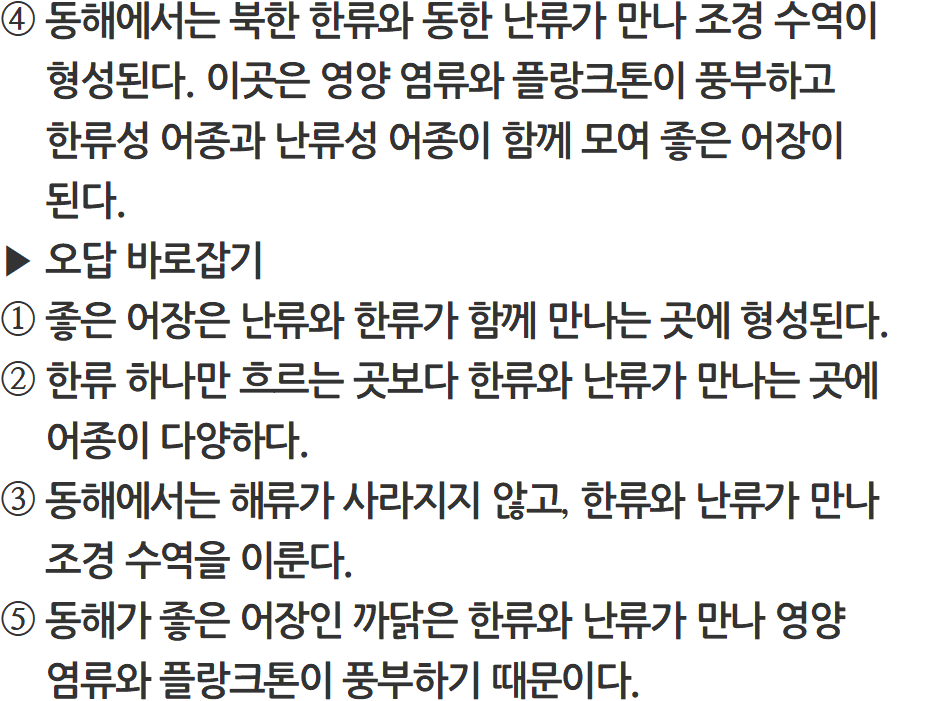 ④ 동해에서는 북한 한류와 동한 난류가 만나 조경 수역이
형성된다. 이곳은 영양 염류와 플랑크톤이 풍부하고
한류성 어종과 난류성 어종이 함께 모여 좋은 어장이
된다.
▶ 오답 바로잡기
① 좋은 어장은 난류와 한류가 함께 만나는 곳에 형성된다.
② 한류 하나만 흐르는 곳보다 한류와 난류가 만나는 곳에
어종이 다양하다.
③ 동해에서는 해류가 사라지지 않고, 한류와 난류가 만나
조경 수역을 이룬다.
⑤ 동해가 좋은 어장인 까닭은 한류와 난류가 만나 영양
염류와 플랑크톤이 풍부하기 때문이다.